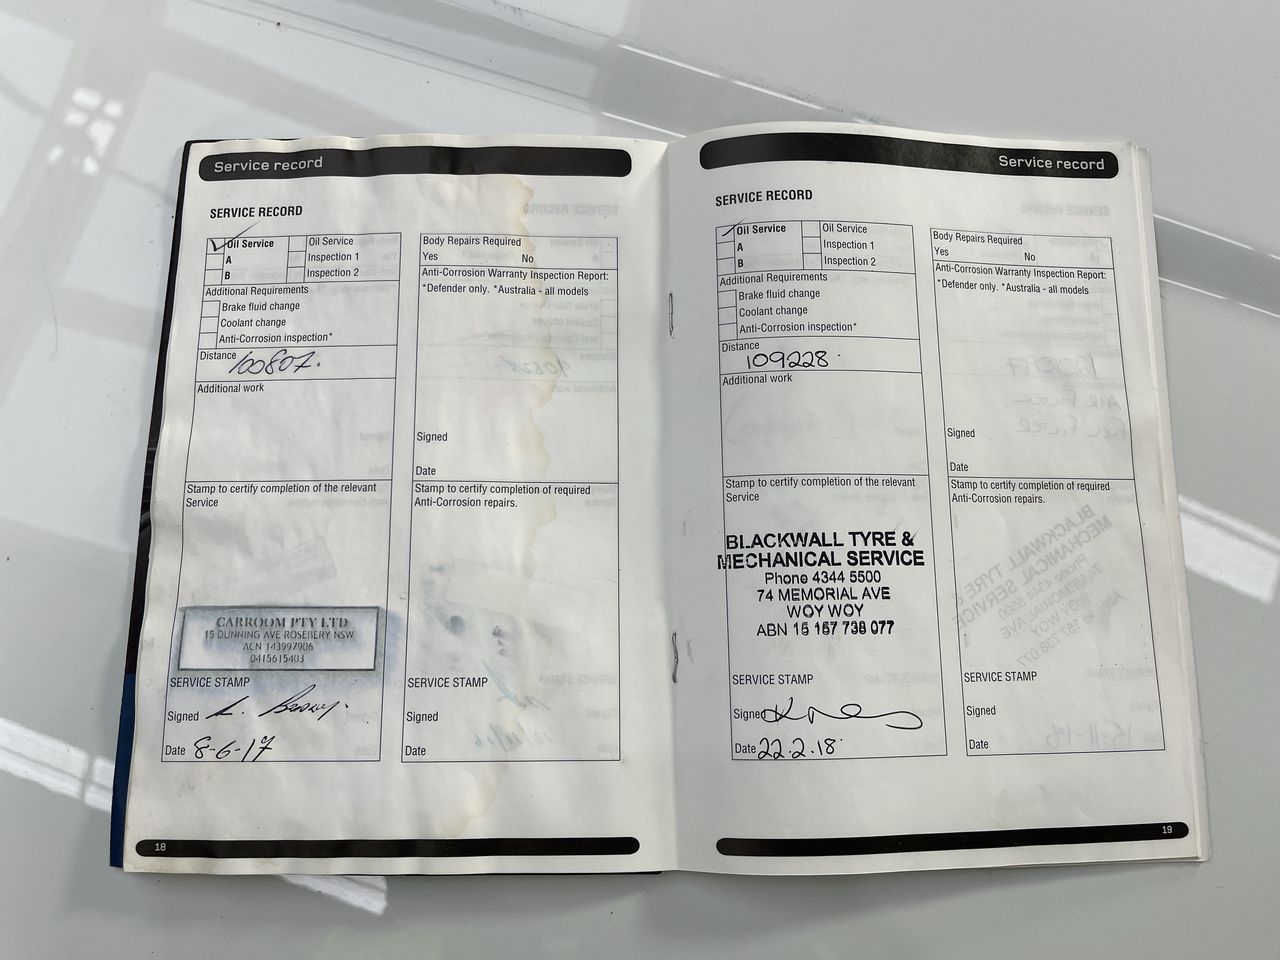 Service record
SERVICE RECORD
Oil Service
A
B
Oil Service
Inspection 1
Inspection 2
Additional Requirements
Brake fluid change
Coolant change
Anti-Corrosion inspection*
Distance
100807.
Additional work
Stamp to certify completion of the relevant
Service
CARROOM PTY LTD
15 DUNNING AVE ROSEBERY NSW
ACN 143997906
0415615403
SERVICE STAMP
Signed
Date 8-6-17
Body Repairs Required
Yes No
Anti-Corrosion Warranty Inspection Report:
*Defender only. *Australia - all models
Signed
Date
Stamp to certify completion of required
Anti-Corrosion repairs.
SERVICE STAMP
Signed
Date
18
Service record
SERVICE RECORD
Oil Service
A
B
Oil Service
Inspection 1
Inspection 2
Additional Requirements
Brake fluid change
Coolant change
Anti-Corrosion inspection*
Distance
109228.
Additional work
Stamp to certify completion of the relevant
Service
BLACKWALL TYRE &
MECHANICAL SERVICE
Phone 4344 5500
74 MEMORIAL AVE
WOY WOY
ABN 15 167 738 077
SERVICE STAMP
Signed
Date 22.2.18.
Body Repairs Required
Yes No
Anti-Corrosion Warranty Inspection Report:
*Defender only. *Australia - all models
Signed
Date
Stamp to certify completion of required
Anti-Corrosion repairs.
SERVICE STAMP
Signed
Date
19